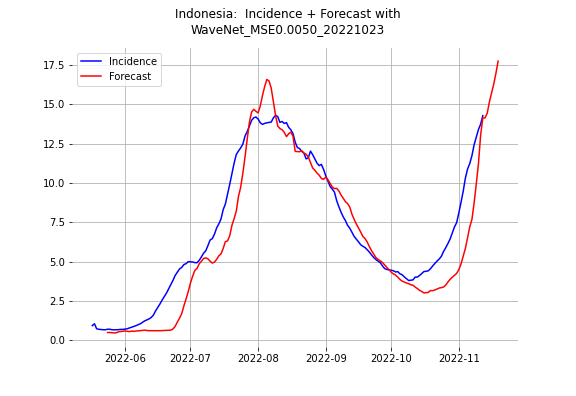 Indonesia:  Incidence + Forecast with
WaveNet_MSE0.0050_20221023
Incidence
Forecast
17.5
15.0
12.5
10.0
7.5
5.0
2.5
0.0
2022-06 2022-07 2022-08 2022-09 2022-10 2022-11